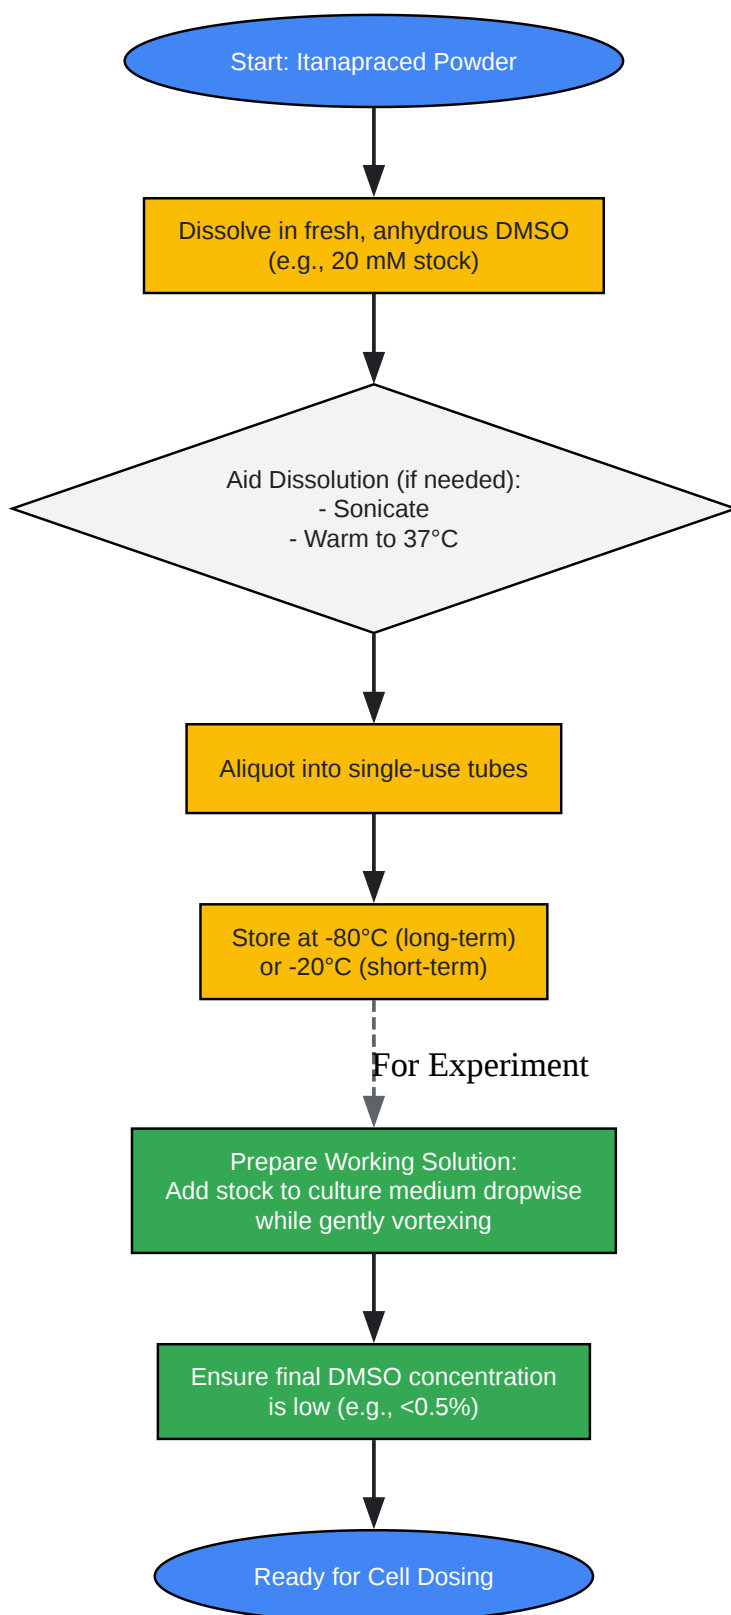 Start: Itanapraced Powder
Dissolve in fresh, anhydrous DMSO
(e.g., 20 mM stock)
Aid Dissolution (if needed):
- Sonicate
- Warm to 37°C
Aliquot into single-use tubes
Store at -80°C (long-term)
or -20°C (short-term)
For Experiment
Prepare Working Solution:
Add stock to culture medium dropwise
while gently vortexing
Ensure final DMSO concentration
is low (e.g., <0.5%)
Ready for Cell Dosing